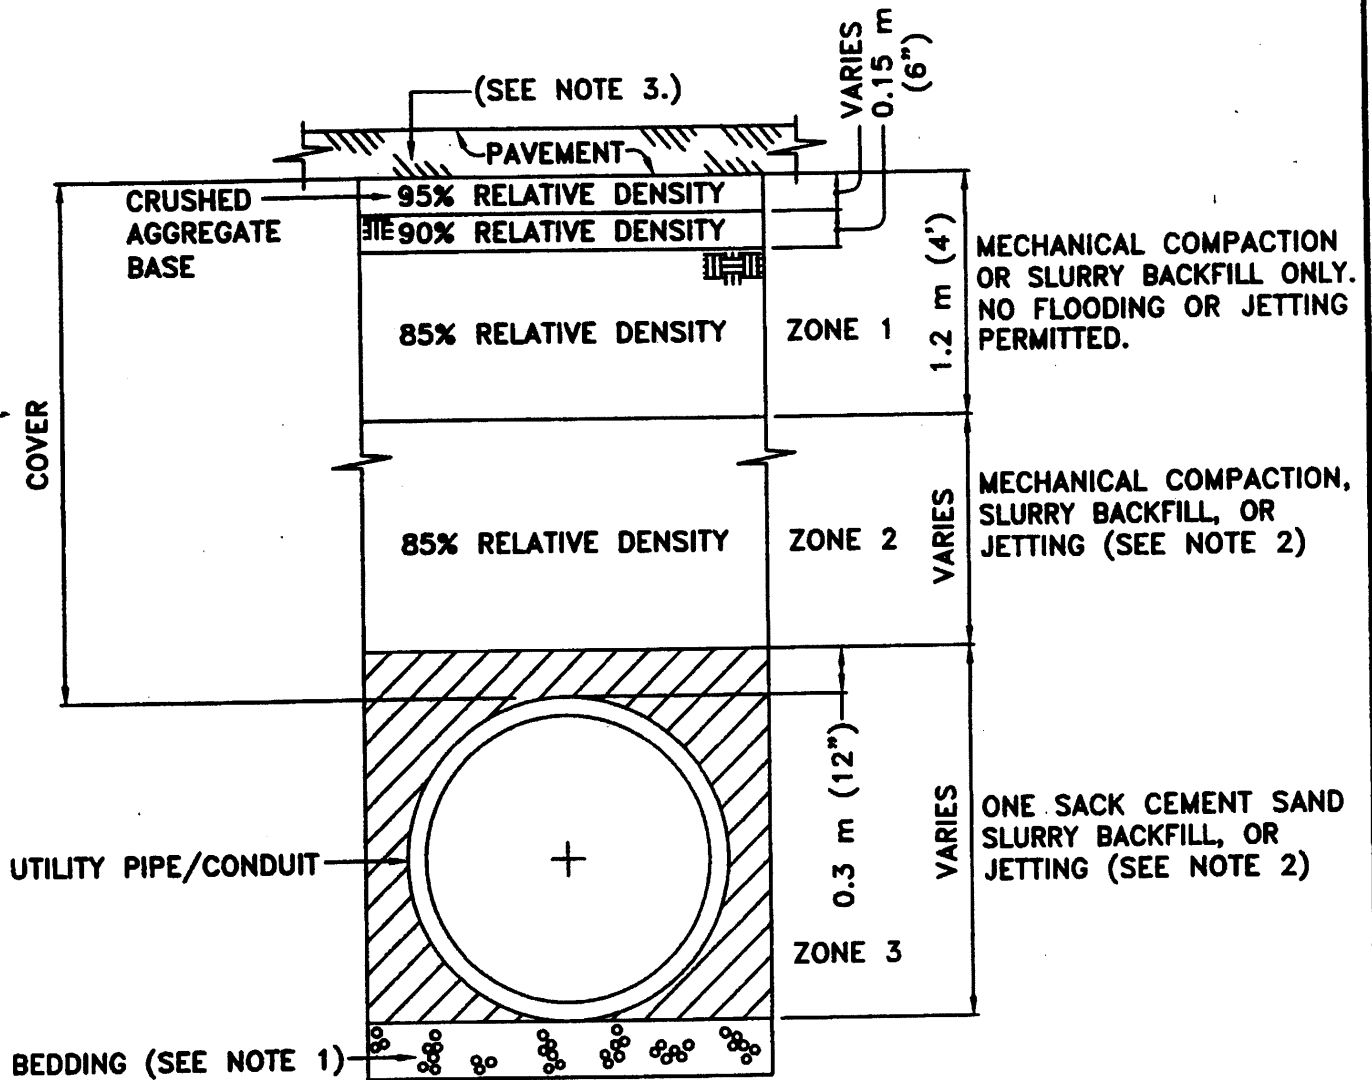 VARIES
0.15 m
(6")
(SEE NOTE 3.)
PAVEMENT
CRUSHED
AGGREGATE
BASE
95% RELATIVE DENSITY
90% RELATIVE DENSITY
85% RELATIVE DENSITY
ZONE 1
1.2 m (4')
MECHANICAL COMPACTION
OR SLURRY BACKFILL ONLY.
NO FLOODING OR JETTING
PERMITTED.
COVER
85% RELATIVE DENSITY
ZONE 2
VARIES
MECHANICAL COMPACTION,
SLURRY BACKFILL, OR
JETTING (SEE NOTE 2)
UTILITY PIPE/CONDUIT
0.3 m (12")
ZONE 3
VARIES
ONE SACK CEMENT SAND
SLURRY BACKFILL, OR
JETTING (SEE NOTE 2)
BEDDING (SEE NOTE 1)